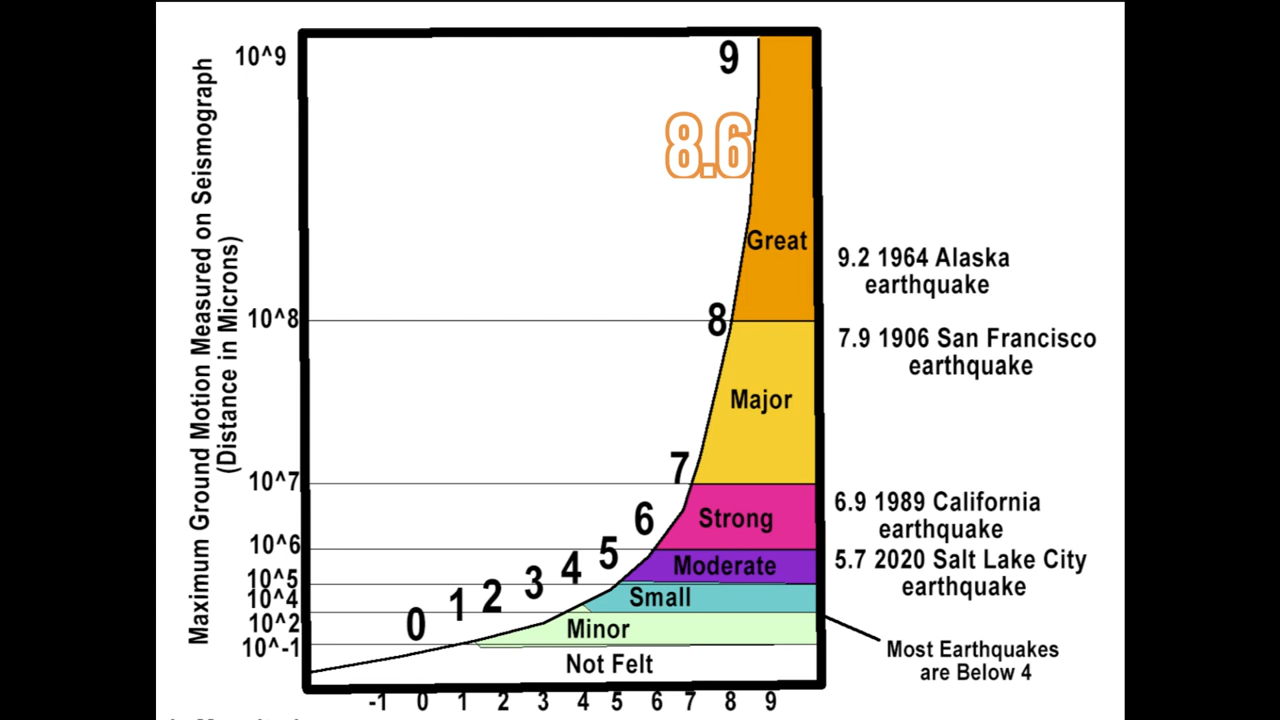 Maximum Ground Motion Measured on Seismograph
(Distance in Microns)
10^9
10^8
10^7
10^6
10^5
10^4
10^2
10^-1
9
8.6
8
7
6
5
4
3
2
1
0
Great
Major
Strong
Moderate
Small
Minor
Not Felt
9.2 1964 Alaska
earthquake
7.9 1906 San Francisco
earthquake
6.9 1989 California
earthquake
5.7 2020 Salt Lake City
earthquake
Most Earthquakes
are Below 4
-1 0 1 2 3 4 5 6 7 8 9